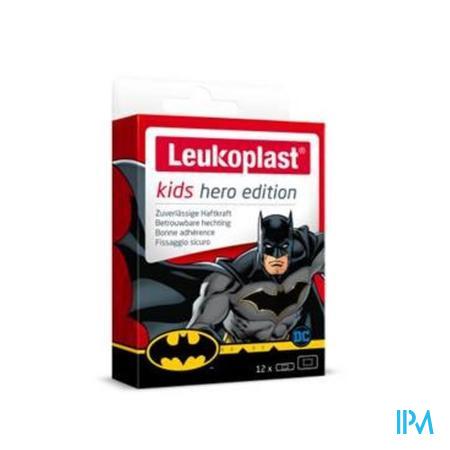 Leukoplast®
kids hero edition
Zuverlässige Haftkraft
Betrouwbare hechting
Bonne adhérence
Fissaggio sicuro
DC
12 x
IPM